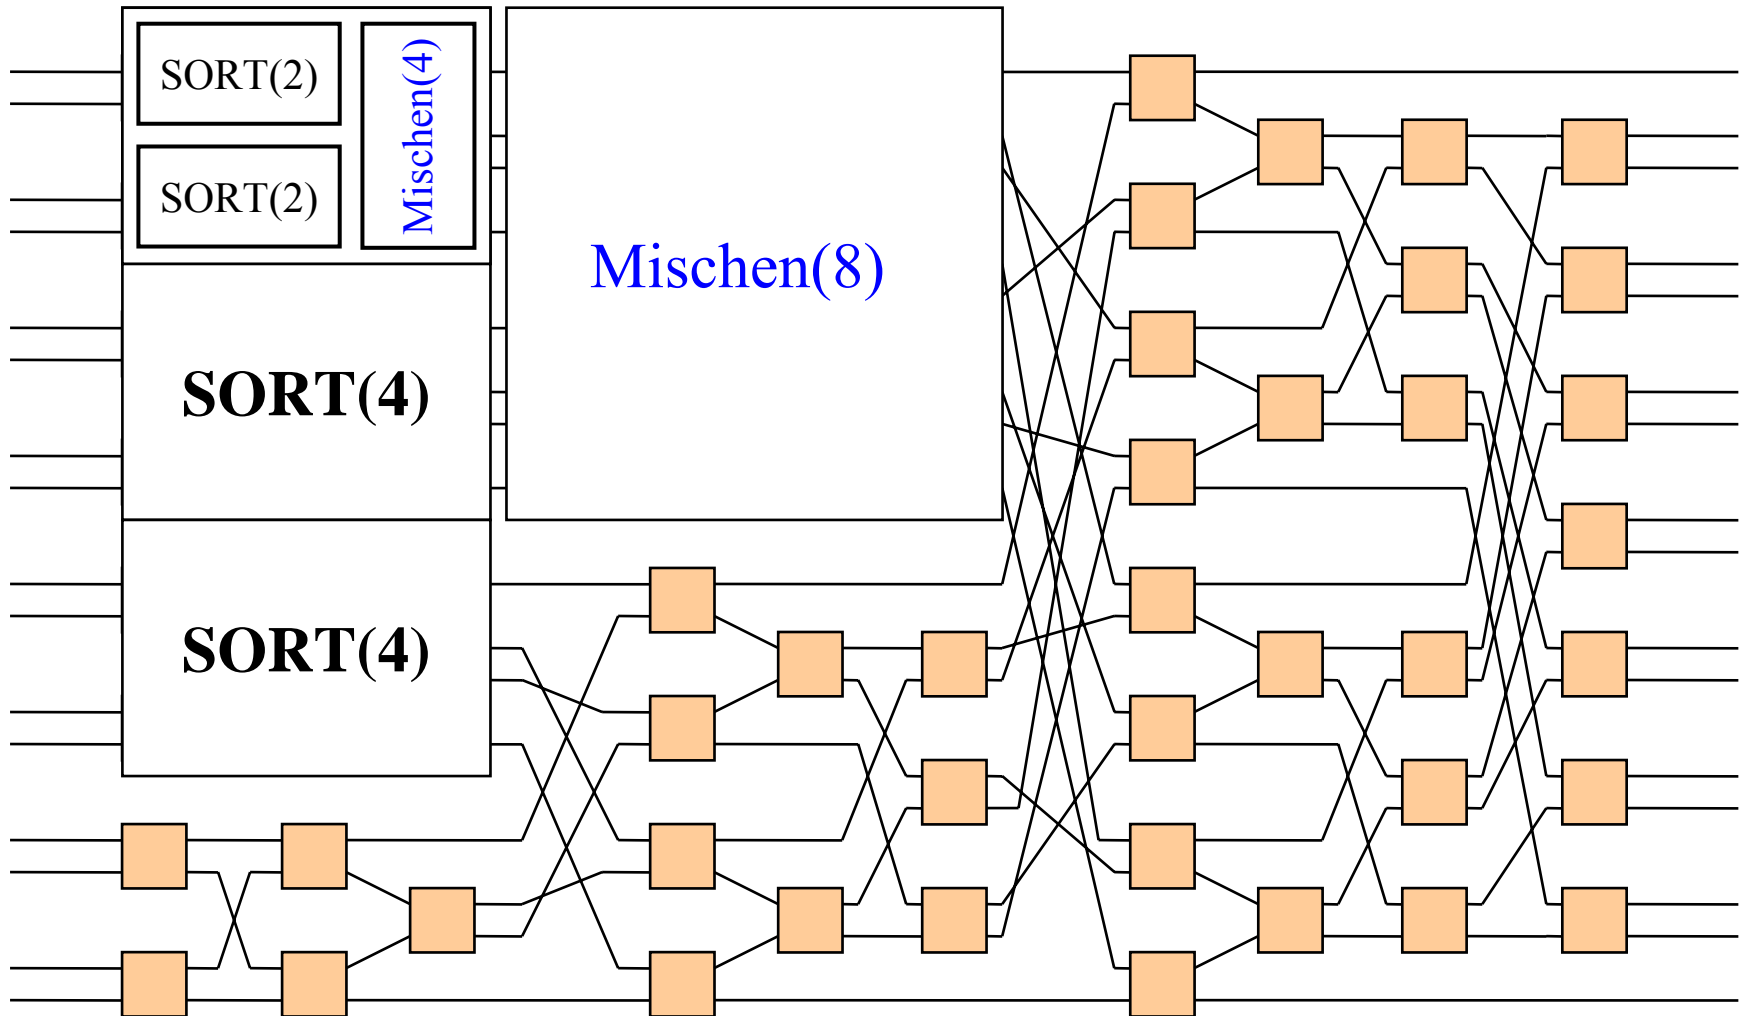 SORT(2)
SORT(2)
Mischen(4)
Mischen(8)
SORT(4)
SORT(4)